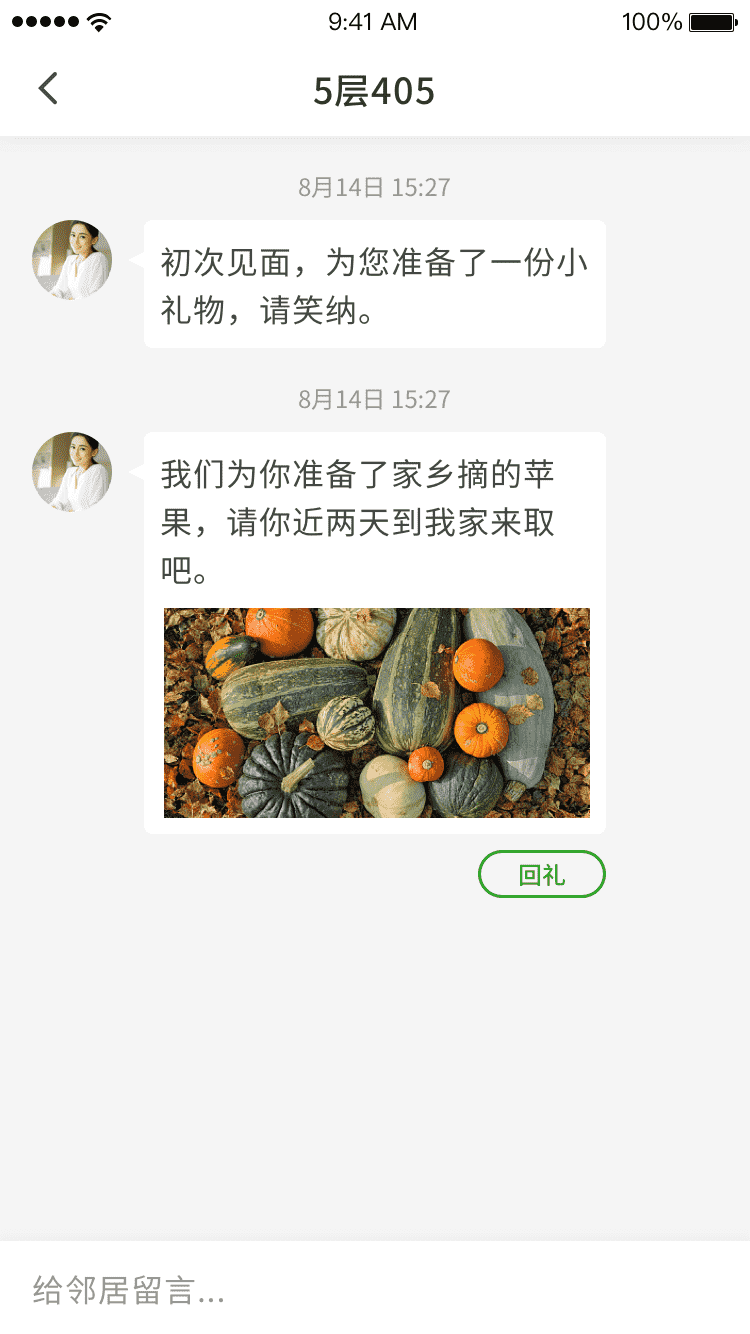 9:41 AM
100%
5层405
8月14日 15:27
初次见面，为您准备了一份小
礼物，请笑纳。
8月14日 15:27
我们为你准备了家乡摘的苹
果，请你近两天到我家来取
吧。
回礼
给邻居留言...